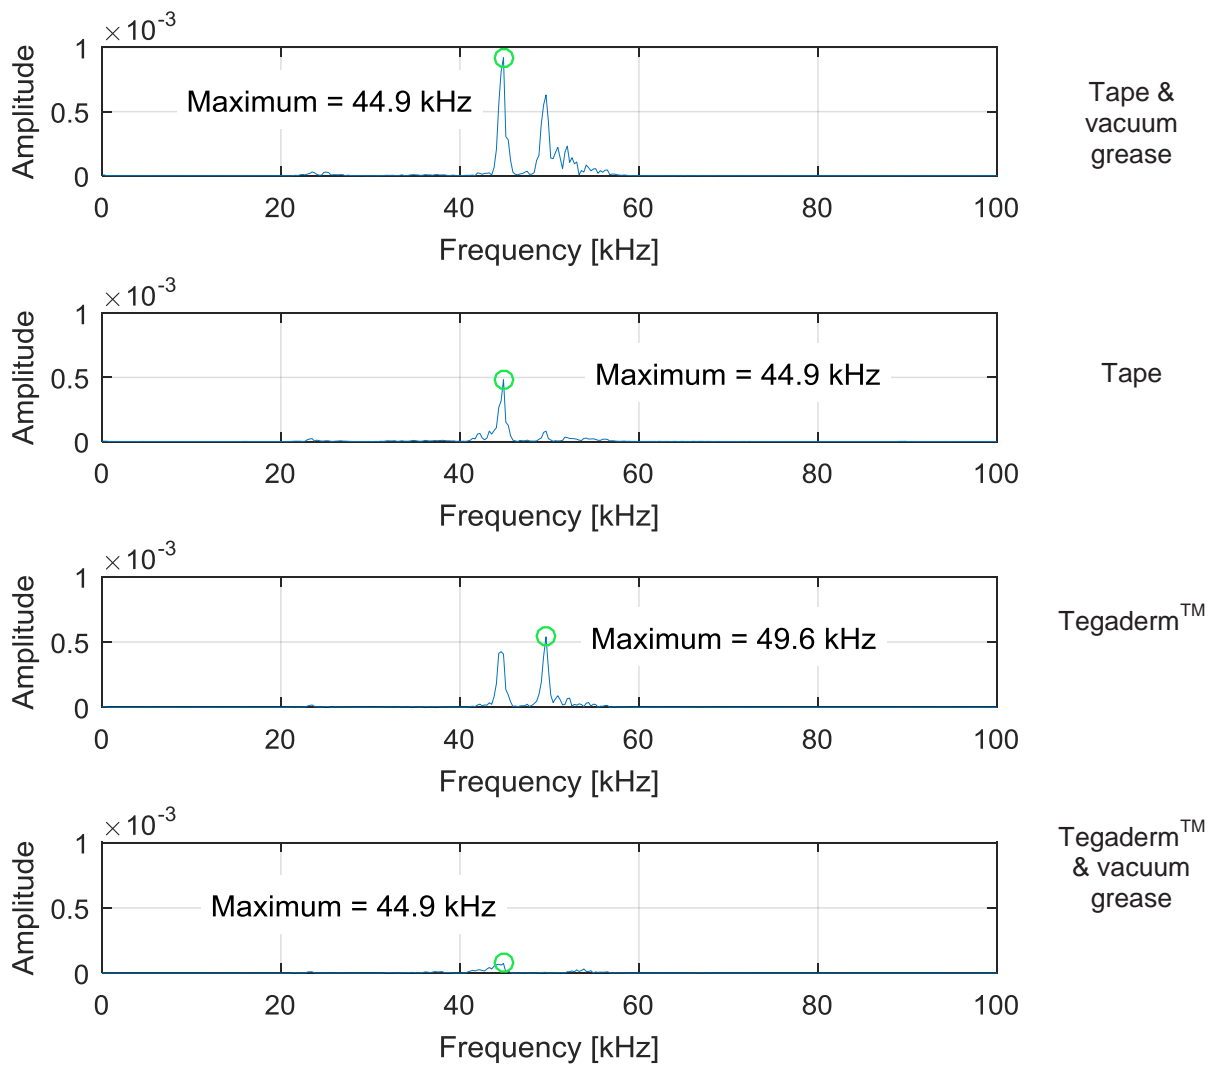 ×10-3
1
0.5
0
Amplitude
Maximum = 44.9 kHz
0 20 40 60 80 100
Frequency [kHz]
Tape &
vacuum
grease
×10-3
1
0.5
0
Amplitude
Maximum = 44.9 kHz
0 20 40 60 80 100
Frequency [kHz]
Tape
×10-3
1
0.5
0
Amplitude
Maximum = 49.6 kHz
0 20 40 60 80 100
Frequency [kHz]
Tegaderm™
×10-3
1
0.5
0
Amplitude
Maximum = 44.9 kHz
0 20 40 60 80 100
Frequency [kHz]
Tegaderm™
& vacuum
grease